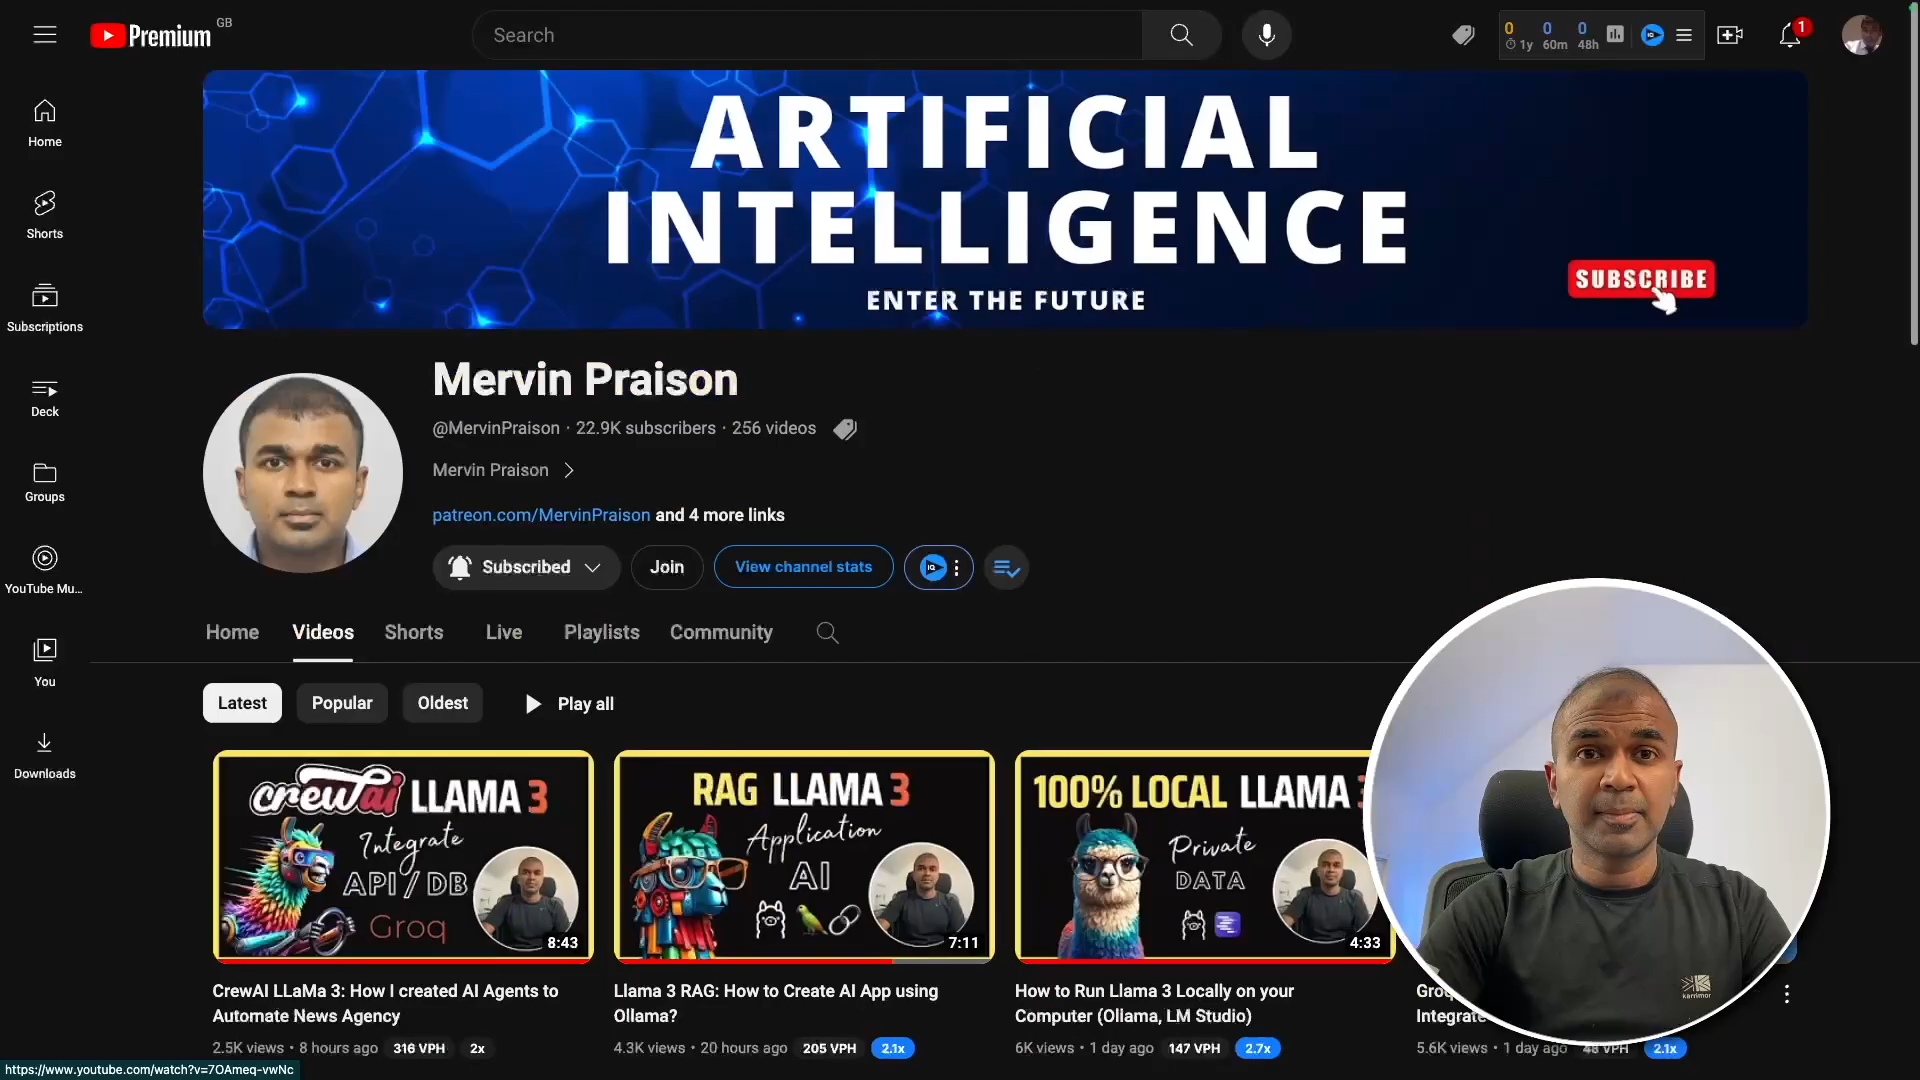 Premium
GB
Search
0 0 0
1y 60m 48h
IQ
1
Home
Shorts
Subscriptions
Deck
Groups
YouTube Mu...
You
Downloads
ARTIFICIAL
INTELLIGENCE
ENTER THE FUTURE
SUBSCRIBE
Mervin Praison
@MervinPraison · 22.9K subscribers · 256 videos
Mervin Praison
patreon.com/MervinPraison and 4 more links
Subscribed
Join
View channel stats
IQ
Home
Videos
Shorts
Live
Playlists
Community
Latest
Popular
Oldest
Play all
crewai LLAMA 3
Integrate
API/DB
Groq
8:43
CrewAI LLaMa 3: How I created AI Agents to
Automate News Agency
2.5K views • 8 hours ago 316 VPH 2x
RAG LLAMA 3
Application
AI
7:11
Llama 3 RAG: How to Create AI App using
Ollama?
4.3K views • 20 hours ago 205 VPH 2.1x
100% LOCAL LLAMA
Private
DATA
4:33
How to Run Llama 3 Locally on your
Computer (Ollama, LM Studio)
6K views • 1 day ago 147 VPH 2.7x
Integrate
5.6K views • 1 day ago 48 VPH 2.1x
karrimor
https://www.youtube.com/watch?v=7OAmeq-vwNc